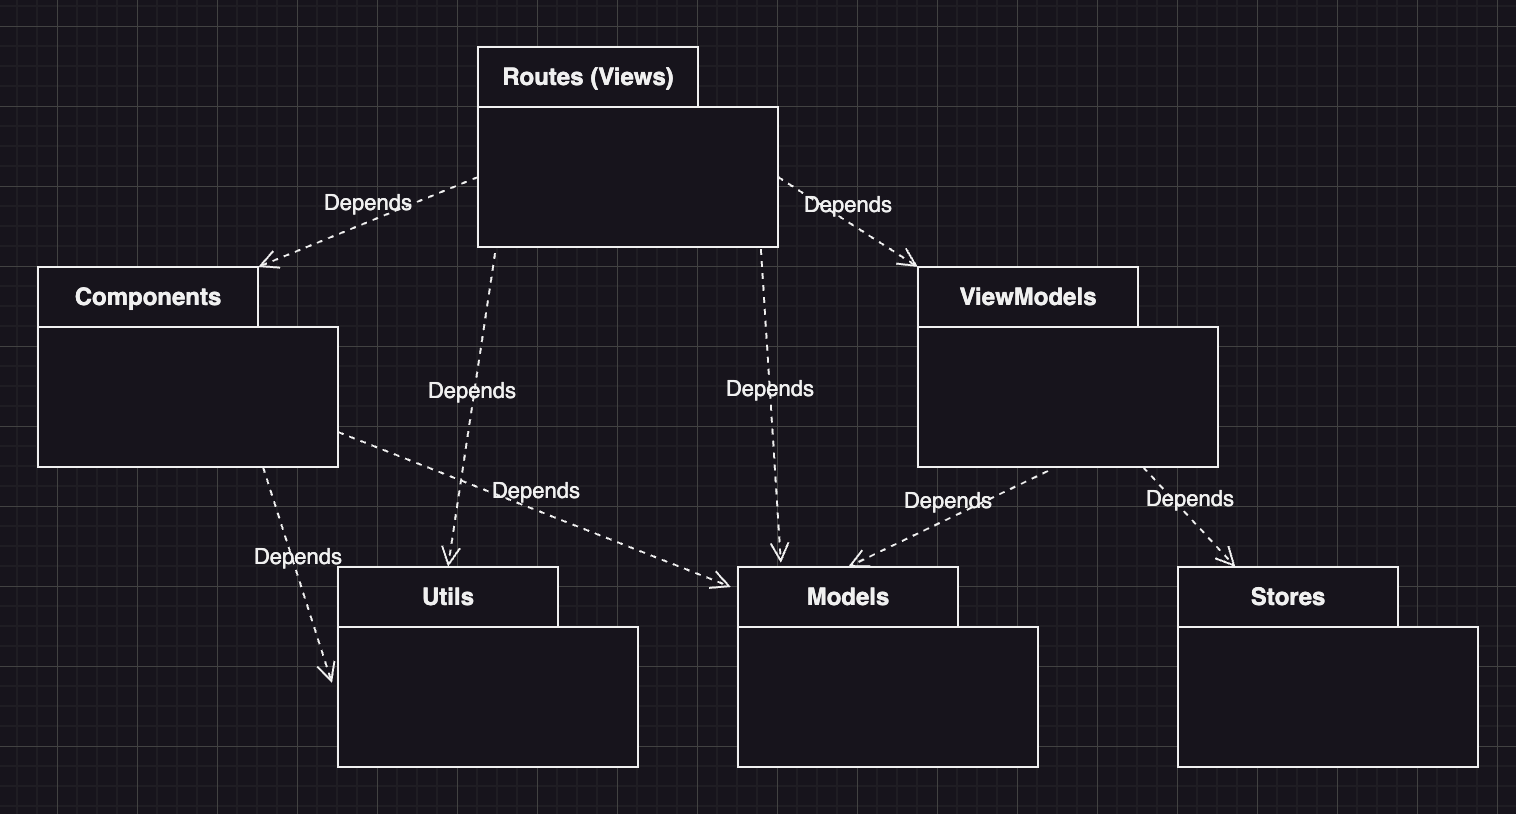 Routes (Views)
Depends
Depends
Components
ViewModels
Depends
Depends
Depends
Depends
Depends
Depends
Utils
Models
Stores